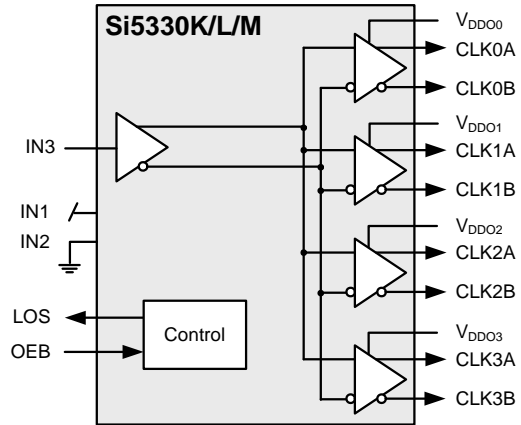 Si5330K/L/M
VDDO0
CLK0A
CLK0B
IN3
VDDO1
CLK1A
CLK1B
IN1
IN2
VDDO2
CLK2A
CLK2B
LOS
Control
OEB
VDDO3
CLK3A
CLK3B